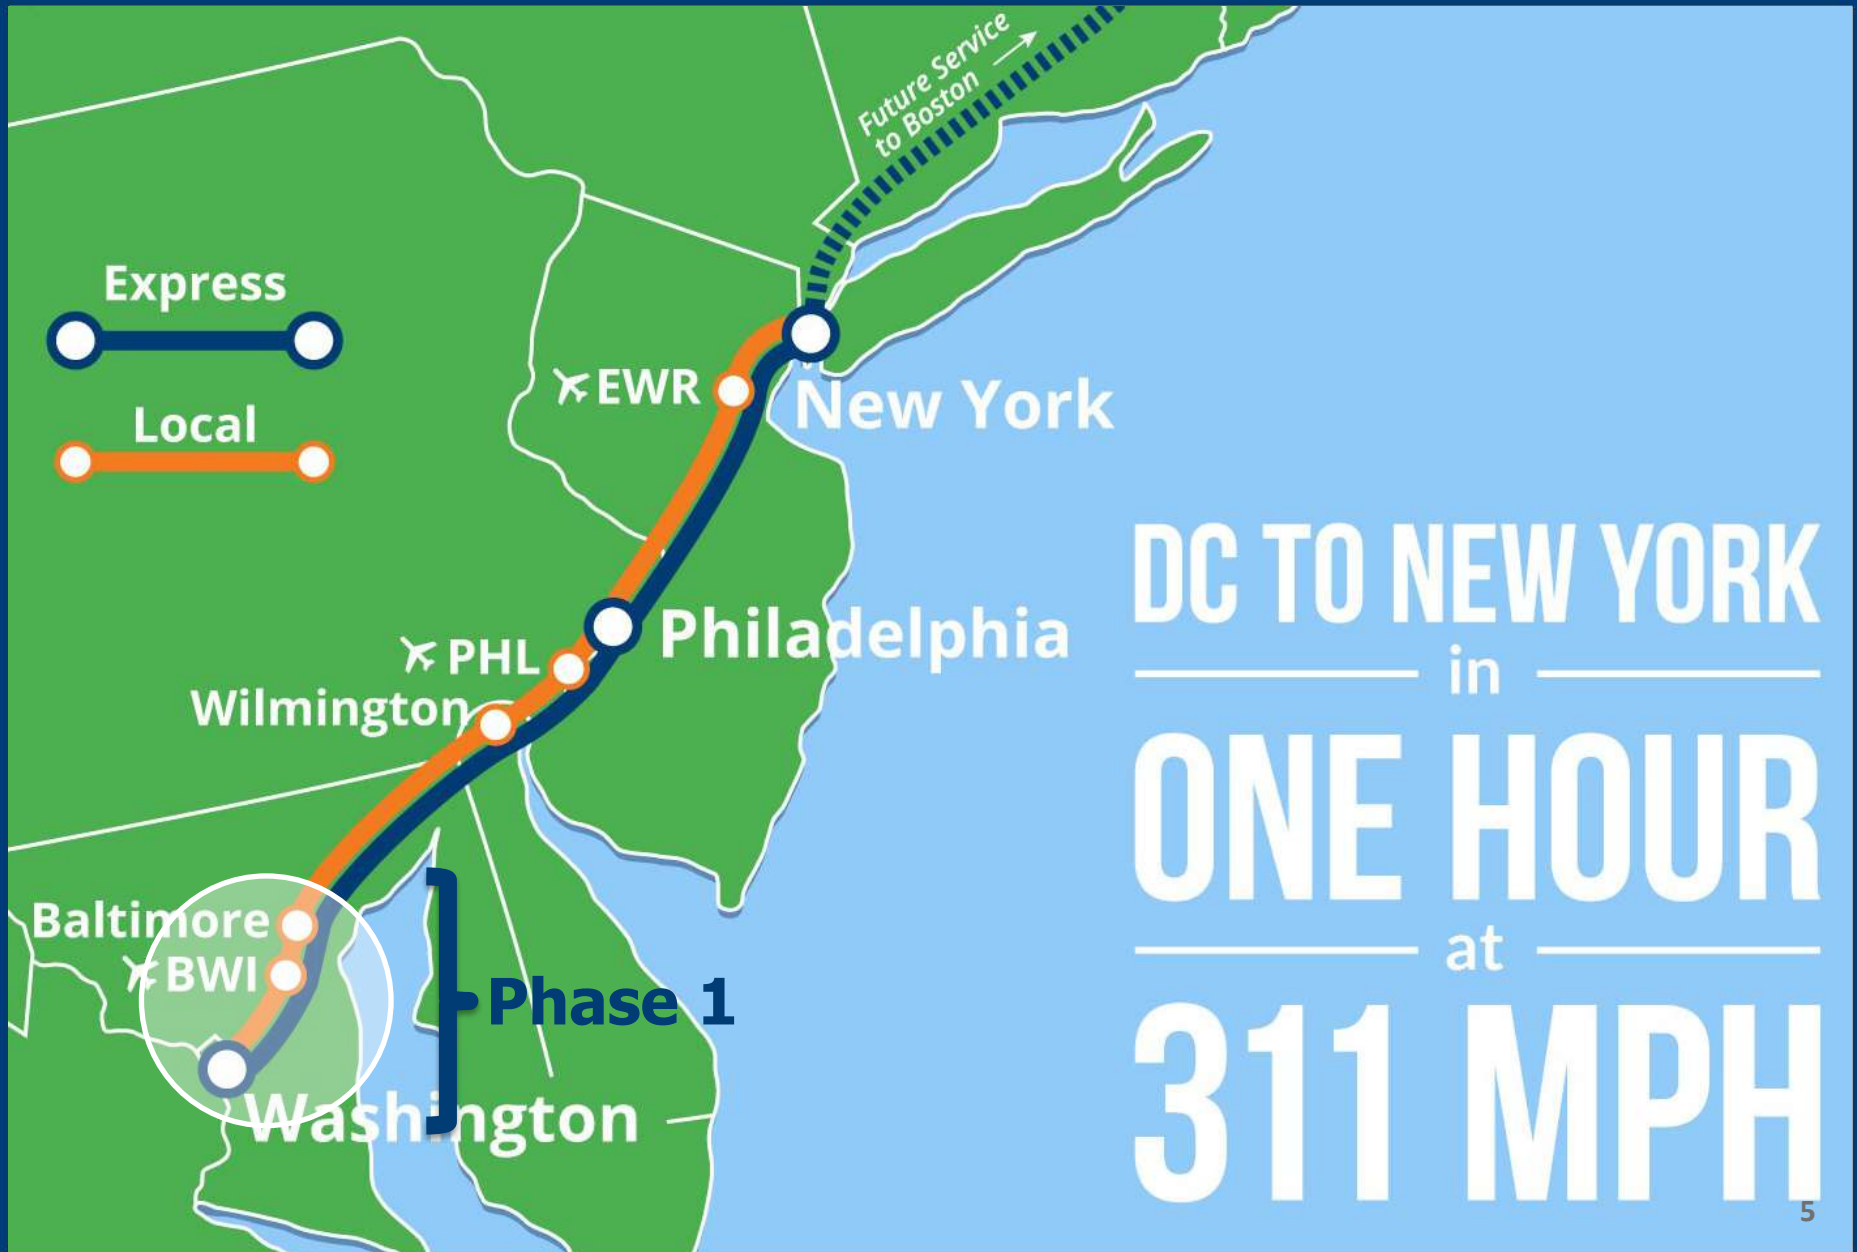 Future Service
to Boston
Express
Local
EWR
New York
Philadelphia
PHL
Wilmington
Baltimore
BWI
Washington
Phase 1
DC TO NEW YORK
in
ONE HOUR
at
311 MPH
5